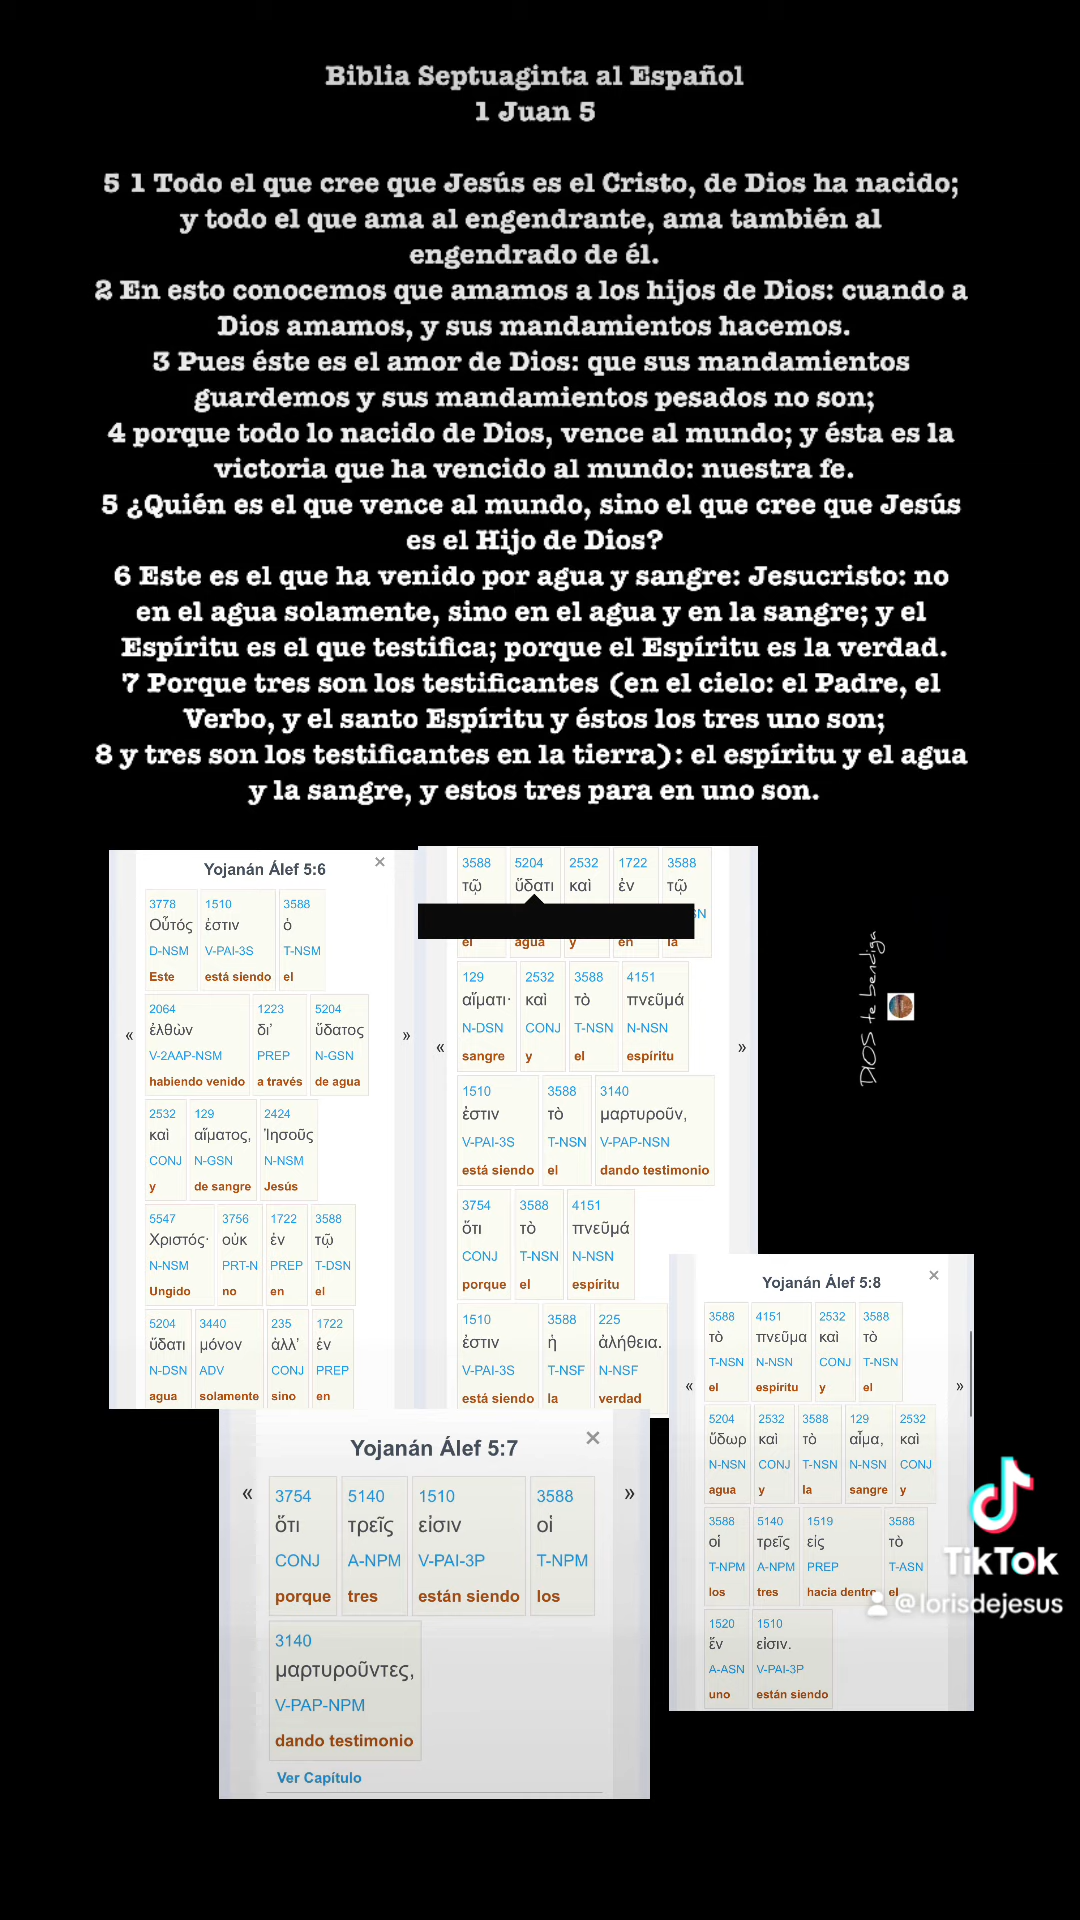 Biblia Septuaginta al Español
1 Juan 5
5 1 Todo el que cree que Jesús es el Cristo, de Dios ha nacido;
y todo el que ama al engendrante, ama también al
engendrado de él.
2 En esto conocemos que amamos a los hijos de Dios: cuando a
Dios amamos, y sus mandamientos hacemos.
3 Pues éste es el amor de Dios: que sus mandamientos
guardemos y sus mandamientos pesados no son;
4 porque todo lo nacido de Dios, vence al mundo; y ésta es la
victoria que ha vencido al mundo: nuestra fe.
5 ¿Quién es el que vence al mundo, sino el que cree que Jesús
es el Hijo de Dios?
6 Este es el que ha venido por agua y sangre: Jesucristo: no
en el agua solamente, sino en el agua y en la sangre; y el
Espíritu es el que testifica; porque el Espíritu es la verdad.
7 Porque tres son los testificantes (en el cielo: el Padre, el
Verbo, y el santo Espíritu y éstos los tres uno son;
8 y tres son los testificantes en la tierra): el espíritu y el agua
y la sangre, y estos tres para en uno son.
Yojanán Álef 5:6 ×
3778 1510 3588
Οὗτός ἐστιν ὁ
D-NSM V-PAI-3S T-NSM
Este está siendo el
2064 1223 5204
ἐλθὼν δι’ ὕδατος
V-2AAP-NSM PREP N-GSN
« »
habiendo venido a través de agua
2532 129 2424
καὶ αἵματος, Ἰησοῦς
CONJ N-GSN N-NSM
y de sangre Jesús
5547 3756 1722 3588
Χριστός· οὐκ ἐν τῷ
N-NSM PRT-N PREP T-DSN
Ungido no en el
5204 3440 235 1722
ὕδατι μόνον ἀλλ’ ἐν
N-DSN ADV CONJ PREP
agua solamente sino en
3588 5204 2532 1722 3588
τῷ ὕδατι καὶ ἐν τῷ
SN
el agua y en la
129 2532 3588 4151
αἵματι· καὶ τὸ πνεῦμά
N-DSN CONJ T-NSN N-NSN
« »
sangre y el espíritu
1510 3588 3140
ἐστιν τὸ μαρτυροῦν,
V-PAI-3S T-NSN V-PAP-NSN
está siendo el dando testimonio
3754 3588 4151
ὅτι τὸ πνεῦμά
CONJ T-NSN N-NSN
porque el espíritu
1510 3588 225
ἐστιν ἡ ἀλήθεια.
V-PAI-3S T-NSF N-NSF
está siendo la verdad
DIOS te bendiga
Yojanán Álef 5:7 ×
« »
3754 5140 1510 3588
ὅτι τρεῖς εἰσιν οἱ
CONJ A-NPM V-PAI-3P T-NPM
porque tres están siendo los
3140
μαρτυροῦντες,
V-PAP-NPM
dando testimonio
Ver Capítulo
Yojanán Álef 5:8 ×
3588 4151 2532 3588
τὸ πνεῦμα καὶ τὸ
T-NSN N-NSN CONJ T-NSN
« »
el espíritu y el
5204 2532 3588 129 2532
ὕδωρ καὶ τὸ αἷμα, καὶ
N-NSN CONJ T-NSN N-NSN CONJ
agua y la sangre y
3588 5140 1519 3588
οἱ τρεῖς εἰς τὸ
T-NPM A-NPM PREP T-ASN
los tres hacia dentro el
1520 1510
ἕν εἰσιν.
A-ASN V-PAI-3P
uno están siendo
TikTok
@lorisdejesus